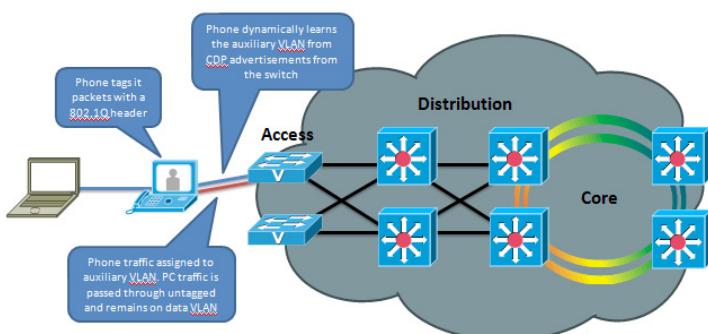 Phone dynamically learns
the auxiliary VLAN from
CDP advertisements from
the switch
Phone tags it
packets with a
802.1Q header
Distribution
Access
V
V
Core
Phone traffic assigned to
auxiliary VLAN. PC traffic is
passed through untagged
and remains on data VLAN